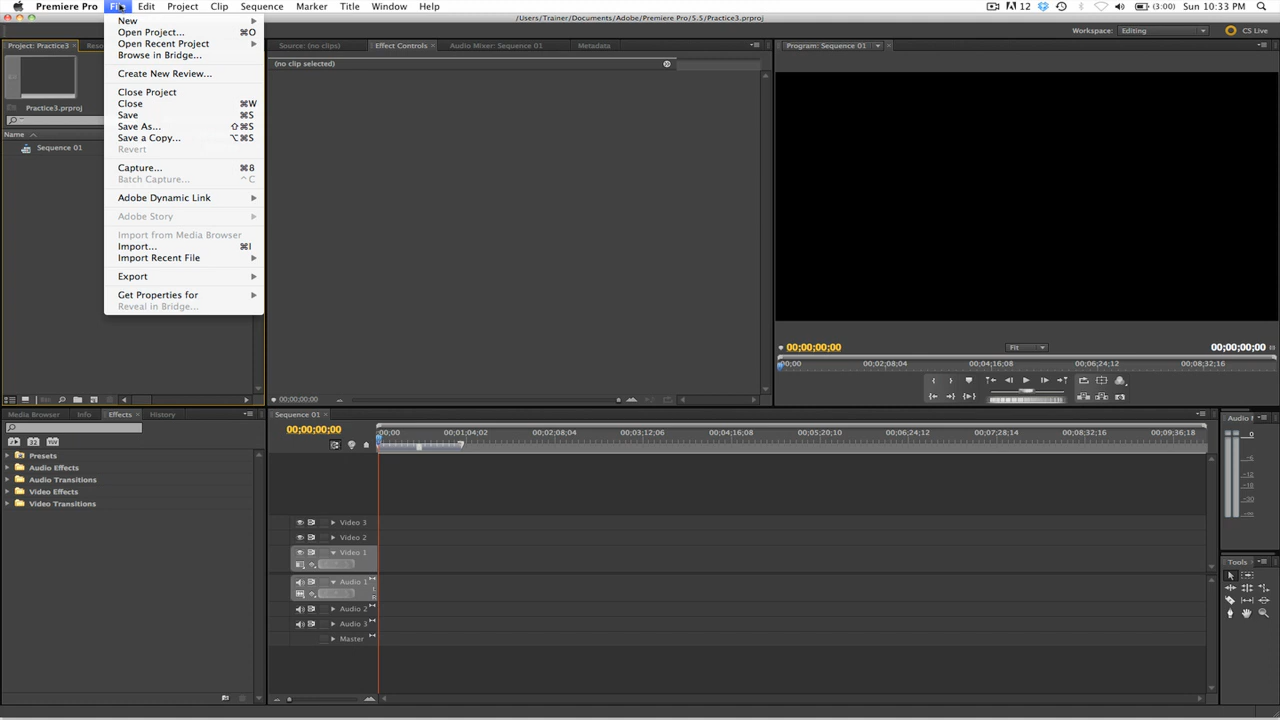 Premiere Pro File Edit Project Clip Sequence Marker Title Window Help 12 (3:00) Sun 10:33 PM
/Users/Trainer/Documents/Adobe/Premiere Pro/5.5/Practice3.prproj
Workspace: Editing CS Live
Project: Practice3 Source: (no clips) Effect Controls Audio Mixer: Sequence 01 Metadata Program: Sequence 01
(no clip selected)
Practice3.prproj
Name
Sequence 01
New
Open Project... ⌘O
Open Recent Project
Browse in Bridge...
Create New Review...
Close Project
Close ⌘W
Save ⌘S
Save As... ⇧⌘S
Save a Copy... ⌥⌘S
Revert
Capture... ⌘8
Batch Capture... ^C
Adobe Dynamic Link
Adobe Story
Import from Media Browser
Import... ⌘I
Import Recent File
Export
Get Properties for
Reveal in Bridge...
00;00;00;00 Fit 00;00;00;00
00;00 00;02;08;04 00;04;16;08 00;06;24;12 00;08;32;16
00;00;00;00
Media Browser Info Effects History
Presets
Audio Effects
Audio Transitions
Video Effects
Video Transitions
Sequence 01
00;00;00;00
00;00 00;01;04;02 00;02;08;04 00;03;12;06 00;04;16;08 00;05;20;10 00;06;24;12 00;07;28;14 00;08;32;16 00;09;36;18
Video 3
Video 2
Video 1
Audio 1
L
R
Audio 2
Audio 3
Master
Audio
0
-6
-12
-18
-∞
Tools